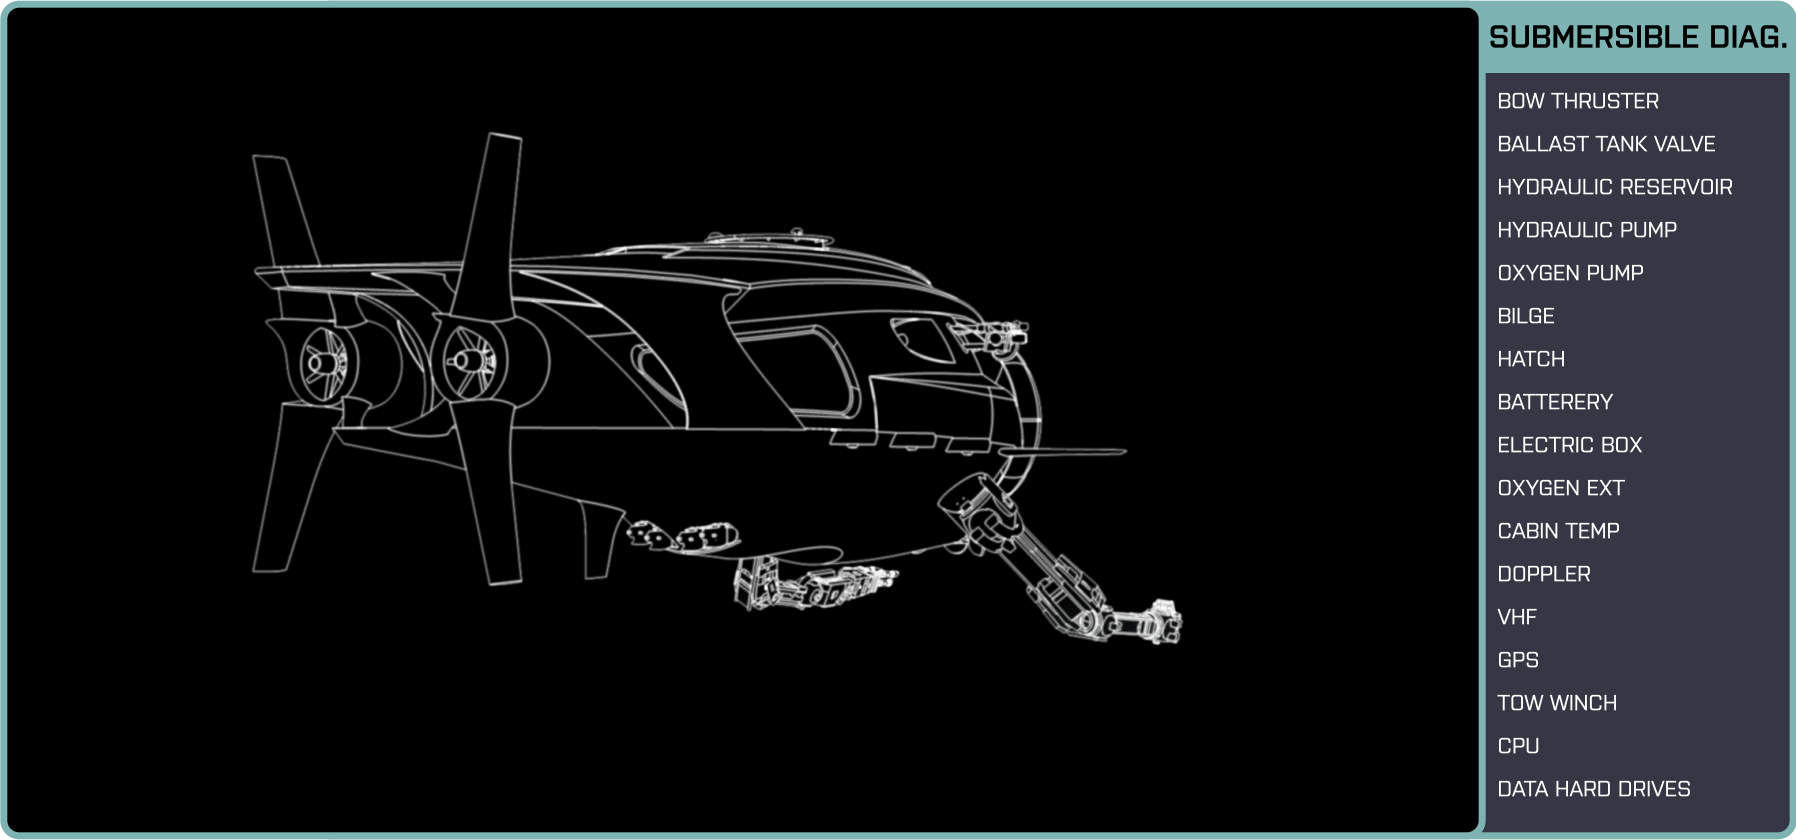 SUBMERSIBLE DIAG.
BOW THRUSTER
BALLAST TANK VALVE
HYDRAULIC RESERVOIR
HYDRAULIC PUMP
OXYGEN PUMP
BILGE
HATCH
BATTERERY
ELECTRIC BOX
OXYGEN EXT
CABIN TEMP
DOPPLER
VHF
GPS
TOW WINCH
CPU
DATA HARD DRIVES